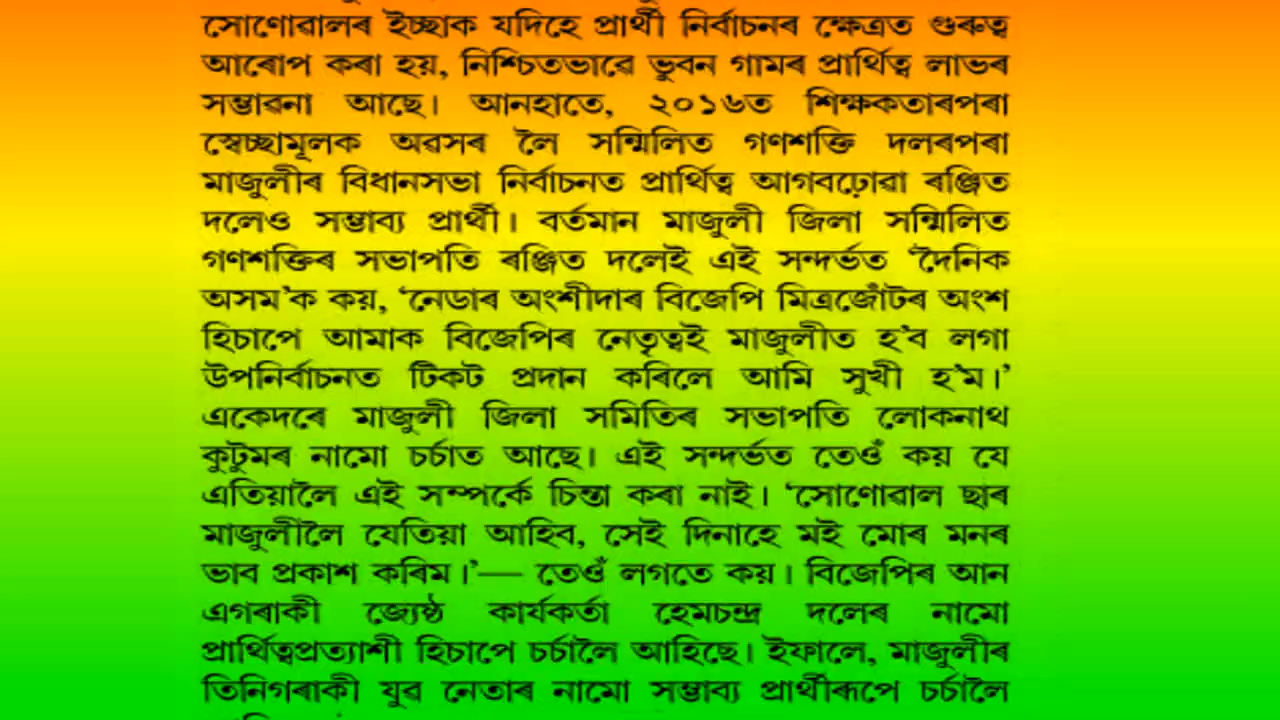 সোণোৱালৰ ইচ্ছাক যদিহে প্ৰাৰ্থী নিৰ্বাচনৰ ক্ষেত্ৰত গুৰুত্ব
আৰোপ কৰা হয়, নিশ্চিতভাৱে ভুবন গামৰ প্ৰাৰ্থিত্ব লাভৰ
সম্ভাৱনা আছে। আনহাতে, ২০১৬ত শিক্ষকতাৰপৰা
স্বেচ্ছামূলক অৱসৰ লৈ সন্মিলিত গণশক্তি দলৰপৰা
মাজুলীৰ বিধানসভা নিৰ্বাচনত প্ৰাৰ্থিত্ব আগবঢ়োৱা ৰঞ্জিত
দলেও সম্ভাব্য প্ৰাৰ্থী। বৰ্তমান মাজুলী জিলা সন্মিলিত
গণশক্তিৰ সভাপতি ৰঞ্জিত দলেই এই সন্দৰ্ভত ‘দৈনিক
অসম’ক কয়, ‘নেডাৰ অংশীদাৰ বিজেপি মিত্ৰজোঁটৰ অংশ
হিচাপে আমাক বিজেপিৰ নেতৃত্বই মাজুলীত হ’ব লগা
উপনিৰ্বাচনত টিকট প্ৰদান কৰিলে আমি সুখী হ’ম।’
একেদৰে মাজুলী জিলা সমিতিৰ সভাপতি লোকনাথ
কুটুমৰ নামো চৰ্চাত আছে। এই সন্দৰ্ভত তেওঁ কয় যে
এতিয়ালৈ এই সম্পৰ্কে চিন্তা কৰা নাই। ‘সোণোৱাল ছাৰ
মাজুলীলৈ যেতিয়া আহিব, সেই দিনাহে মই মোৰ মনৰ
ভাব প্ৰকাশ কৰিম।’— তেওঁ লগতে কয়। বিজেপিৰ আন
এগৰাকী জ্যেষ্ঠ কাৰ্যকৰ্তা হেমচন্দ্ৰ দলেৰ নামো
প্ৰাৰ্থিত্বপ্ৰত্যাশী হিচাপে চৰ্চালৈ আহিছে। ইফালে, মাজুলীৰ
তিনিগৰাকী যুৱ নেতাৰ নামো সম্ভাব্য প্ৰাৰ্থীৰূপে চৰ্চালৈ